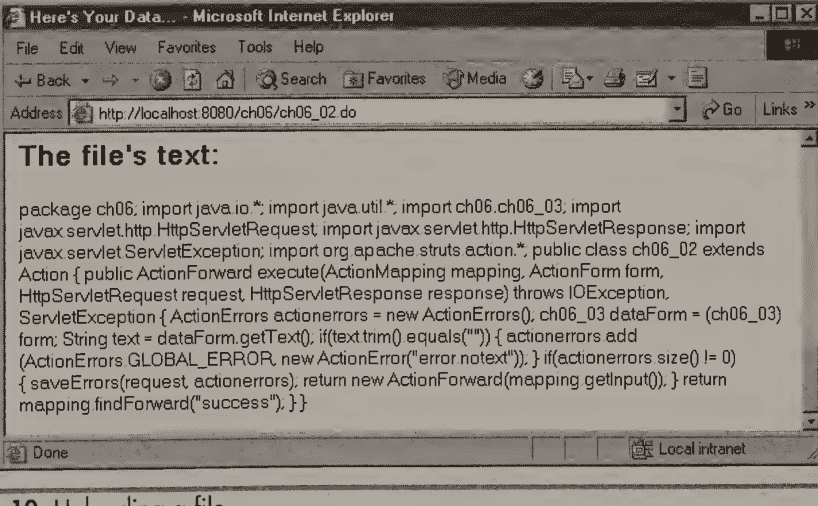 Here's Your Data... - Microsoft Internet Explorer
File Edit View Favorites Tools Help
Back Search Favorites Media
Address http://localhost:8080/ch06/ch06_02.do Go Links »
The file's text:
package ch06; import java.io.*; import java.util.*; import ch06.ch06_03; import
javax.servlet.http.HttpServletRequest; import javax.servlet.http.HttpServletResponse; import
javax.servlet.ServletException; import org.apache.struts.action.*; public class ch06_02 extends
Action { public ActionForward execute(ActionMapping mapping, ActionForm form,
HttpServletRequest request, HttpServletResponse response) throws IOException,
ServletException { ActionErrors actionerrors = new ActionErrors(); ch06_03 dataForm = (ch06_03)
form; String text = dataForm.getText(); if(text.trim().equals("")) { actionerrors.add
(ActionErrors.GLOBAL_ERROR, new ActionError("error.notext")); } if(actionerrors.size() != 0)
{ saveErrors(request, actionerrors); return new ActionForward(mapping.getInput()); } return
mapping.findForward("success"); } }
Done Local intranet
10 Uploading a file